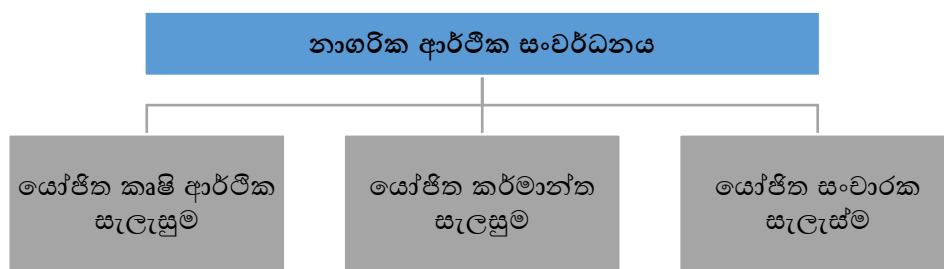 නාගරික ආර්ථික සංවර්ධනය
යෝජිත කෘෂි ආර්ථික
සැලැසුම
යෝජිත කර්මාන්ත
සැලසුම
යෝජිත සංචාරක
සැලැස්ම